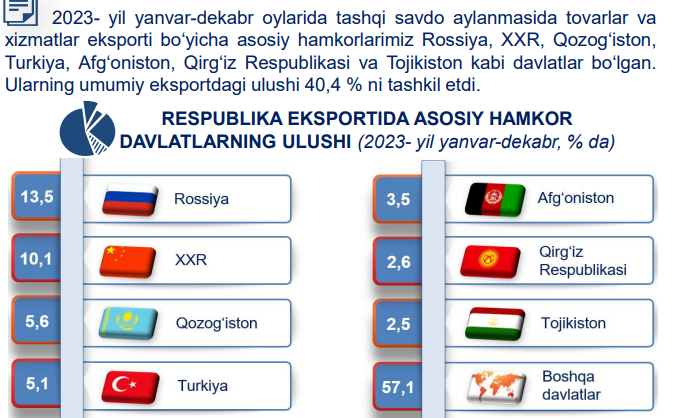 2023- yil yanvar-dekabr oylarida tashqi savdo aylanmasida tovarlar va
xizmatlar eksporti bo‘yicha asosiy hamkorlarimiz Rossiya, XXR, Qozog‘iston,
Turkiya, Afg‘oniston, Qirg‘iz Respublikasi va Tojikiston kabi davlatlar bo‘lgan.
Ularning umumiy eksportdagi ulushi 40,4 % ni tashkil etdi.
RESPUBLIKA EKSPORTIDA ASOSIY HAMKOR
DAVLATLARNING ULUSHI (2023- yil yanvar-dekabr, % da)
13,5 Rossiya
10,1 XXR
5,6 Qozog‘iston
5,1 Turkiya
3,5 Afg‘oniston
2,6 Qirg‘iz
Respublikasi
2,5 Tojikiston
57,1 Boshqa
davlatlar